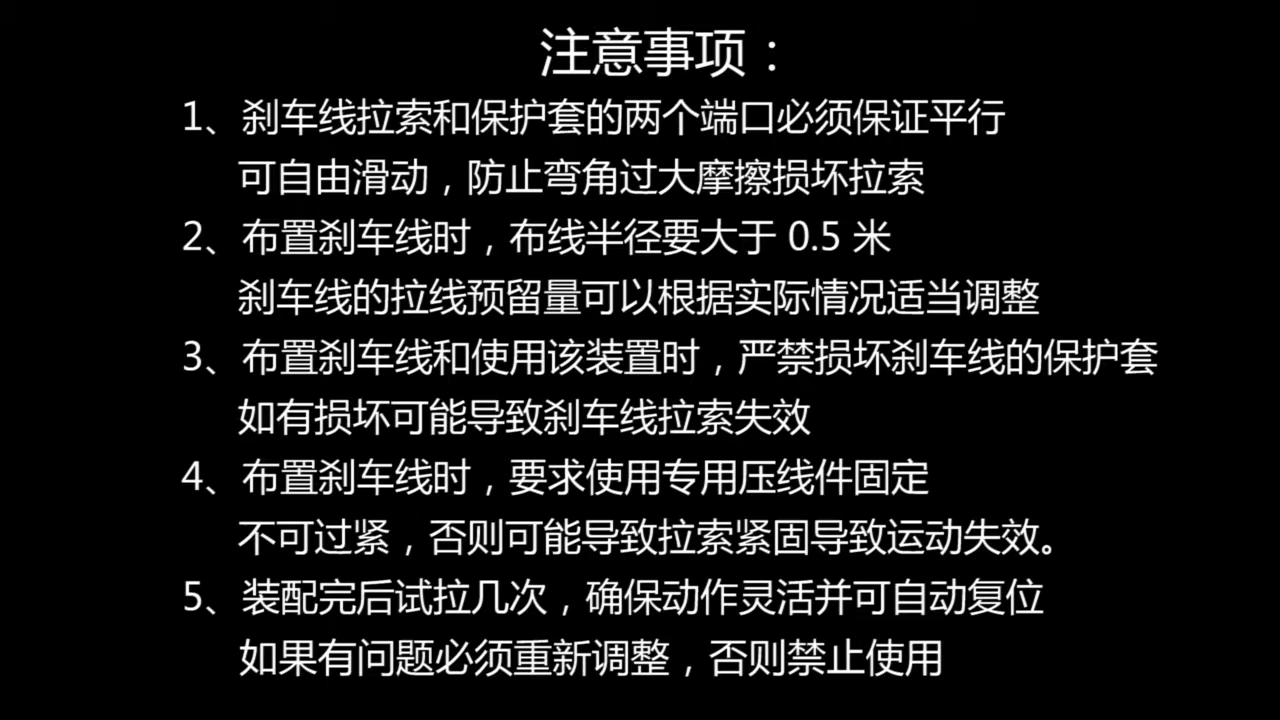 注意事项：
1、刹车线拉索和保护套的两个端口必须保证平行
可自由滑动，防止弯角过大摩擦损坏拉索
2、布置刹车线时，布线半径要大于 0.5 米
刹车线的拉线预留量可以根据实际情况适当调整
3、布置刹车线和使用该装置时，严禁损坏刹车线的保护套
如有损坏可能导致刹车线拉索失效
4、布置刹车线时，要求使用专用压线件固定
不可过紧，否则可能导致拉索紧固导致运动失效。
5、装配完后试拉几次，确保动作灵活并可自动复位
如果有问题必须重新调整，否则禁止使用